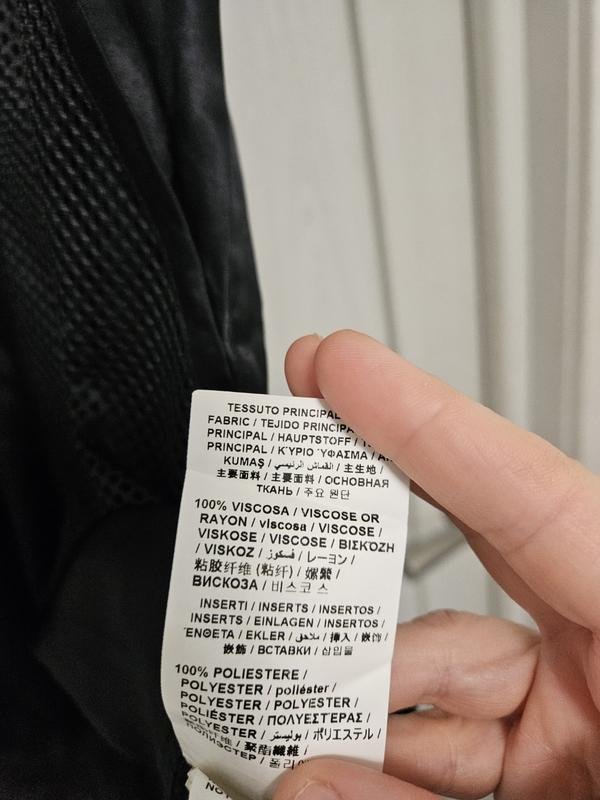 TESSUTO PRINCIPAL
FABRIC / TEJIDO PRINCIPA
PRINCIPAL / HAUPTSTOFF /
PRINCIPAL / ΚΎΡΙΟ ΎΦΑΣΜΑ /
KUMAŞ / القماش الرئيسي / 主生地 /
主要面料 / 主要面料 / ОСНОВНАЯ
ТКАНЬ / 주요 원단
100% VISCOSA / VISCOSE OR
RAYON / viscosa / VISCOSE /
VISKOSE / VISCOSE / ΒΙΣΚΌΖΗ
/ VISKOZ / فسكوز / レーヨン /
粘胶纤维 (粘纤) / 嫘縈 /
ВИСКОЗА / 비스코스
INSERTI / INSERTS / INSERTOS /
INSERTS / EINLAGEN / INSERTOS /
ΈΝΘΕΤΑ / EKLER / ملاحق / 挿入 / 嵌饰 /
嵌飾 / ВСТАВКИ / 삽입물
100% POLIESTERE /
POLYESTER / poliéster /
POLYESTER / POLYESTER /
POLIÉSTER / ΠΟΛΥΕΣΤΕΡΑΣ /
POLYESTER / بوليستر / ポリエステル /
聚酯纖維 /
ПОЛИЭСТЕР /